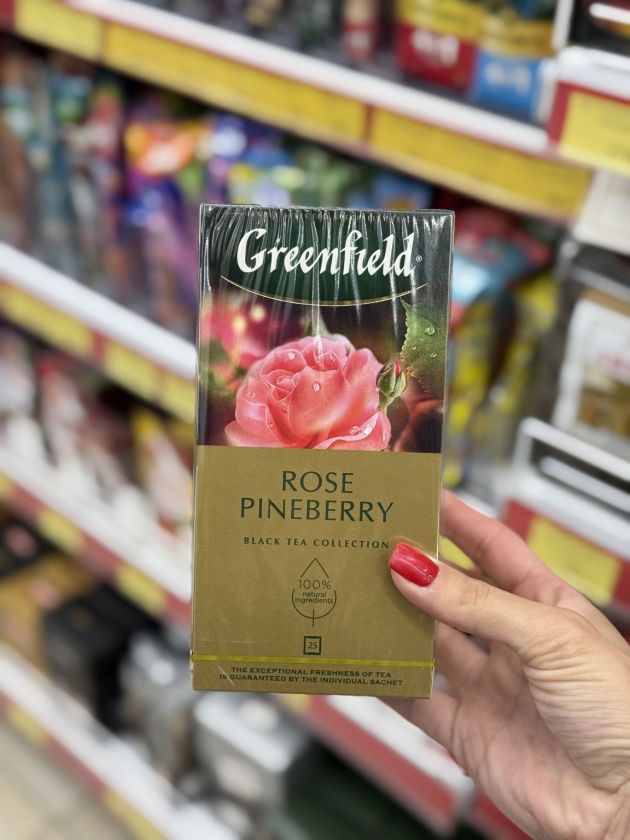 Greenfield®
ROSE
PINEBERRY
BLACK TEA COLLECTION
100%
natural
ingredients
25
THE EXCEPTIONAL FRESHNESS OF TEA
IS GUARANTEED BY THE INDIVIDUAL SACHET